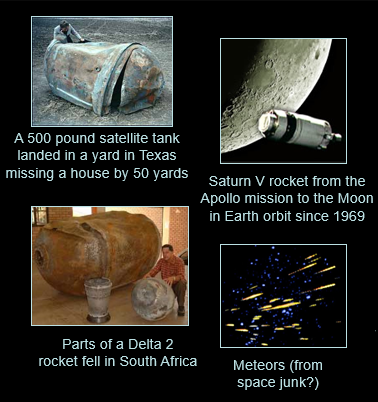 A 500 pound satellite tank
landed in a yard in Texas
missing a house by 50 yards
Saturn V rocket from the
Apollo mission to the Moon
in Earth orbit since 1969
Parts of a Delta 2
rocket fell in South Africa
Meteors (from
space junk?)